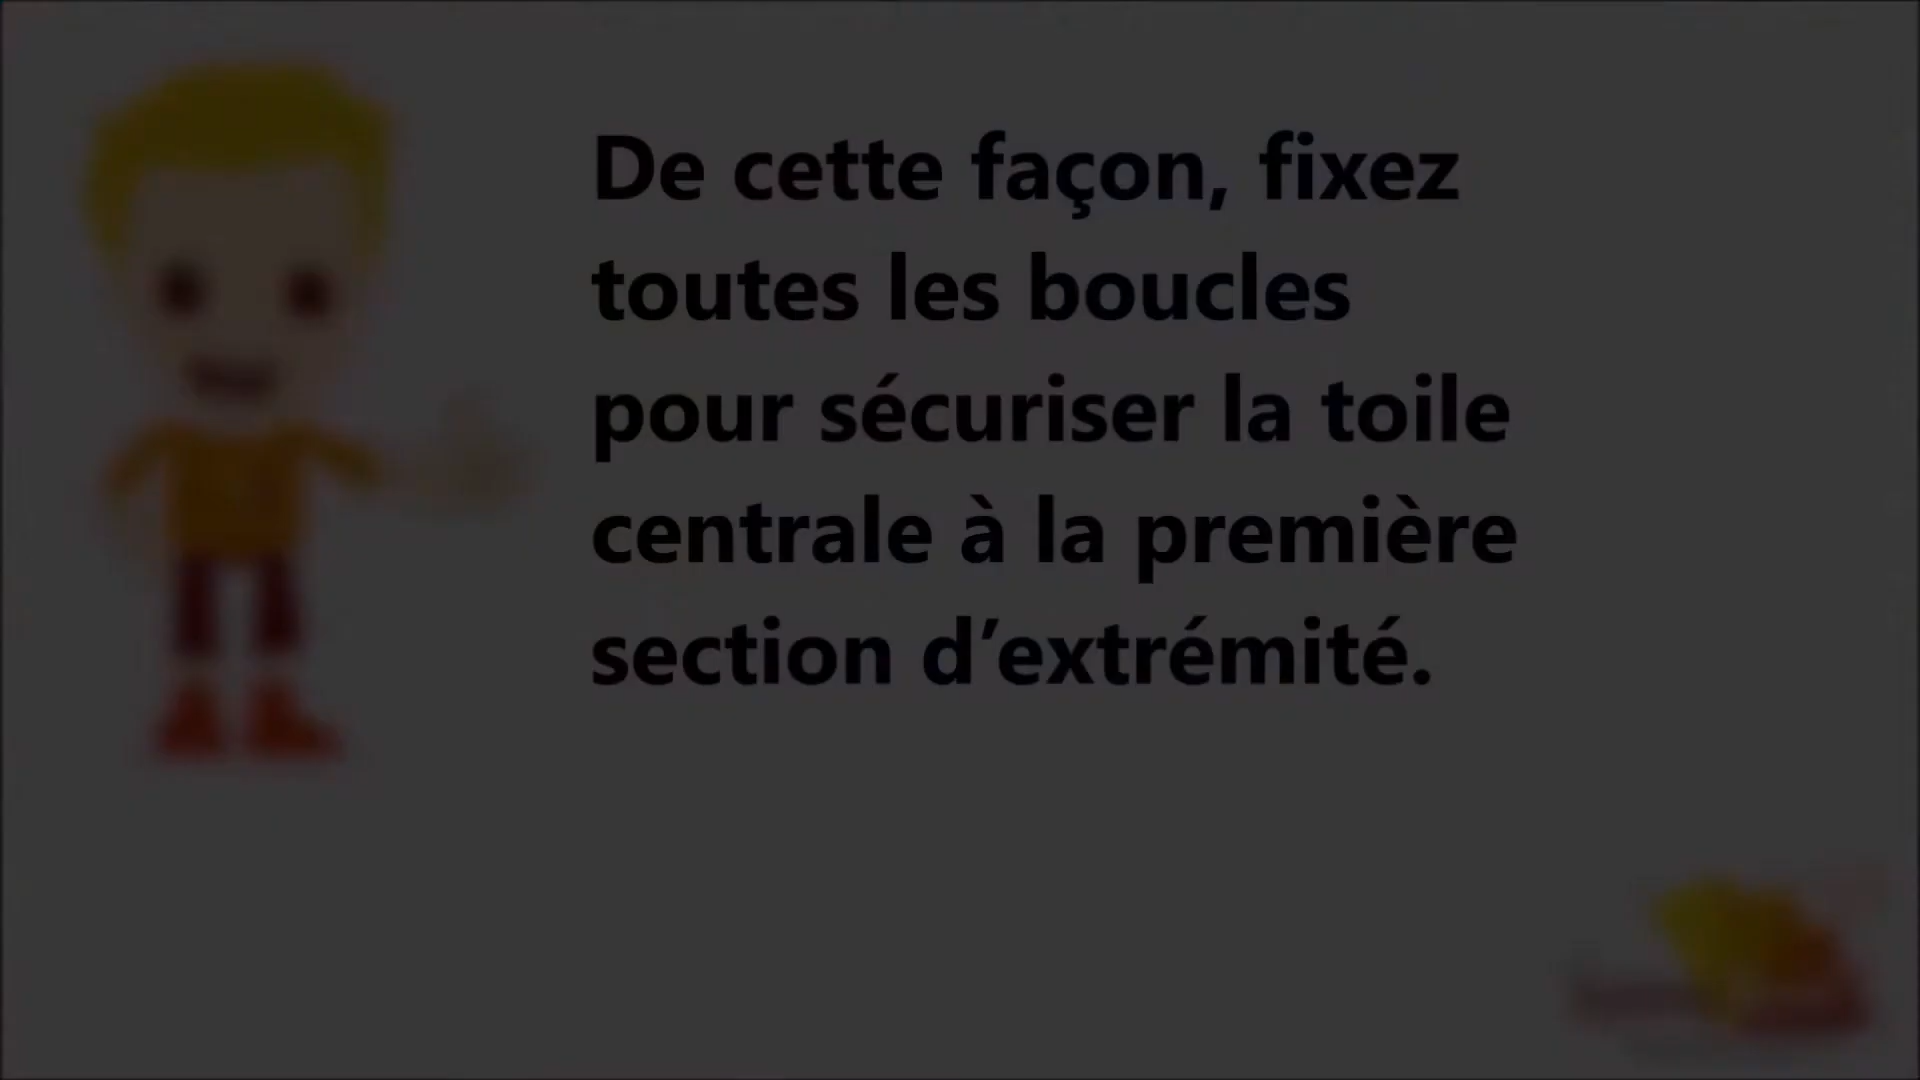 De cette façon, fixez
toutes les boucles
pour sécuriser la toile
centrale à la première
section d’extrémité.